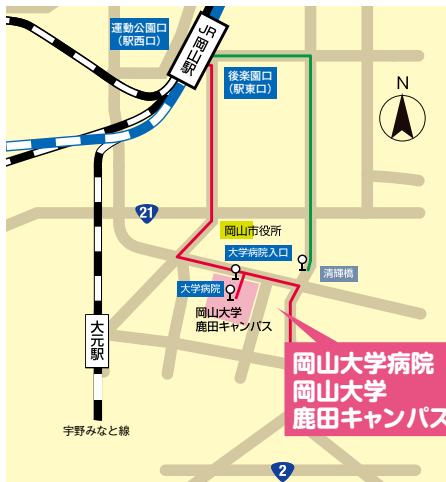 運動公園口
（駅西口）
JR岡山駅
後楽園口
（駅東口）
N
21
岡山市役所
大学病院入口
清輝橋
大学病院
岡山大学
鹿田キャンパス
大元駅
岡山大学病院
岡山大学
鹿田キャンパス
宇野みなと線
2